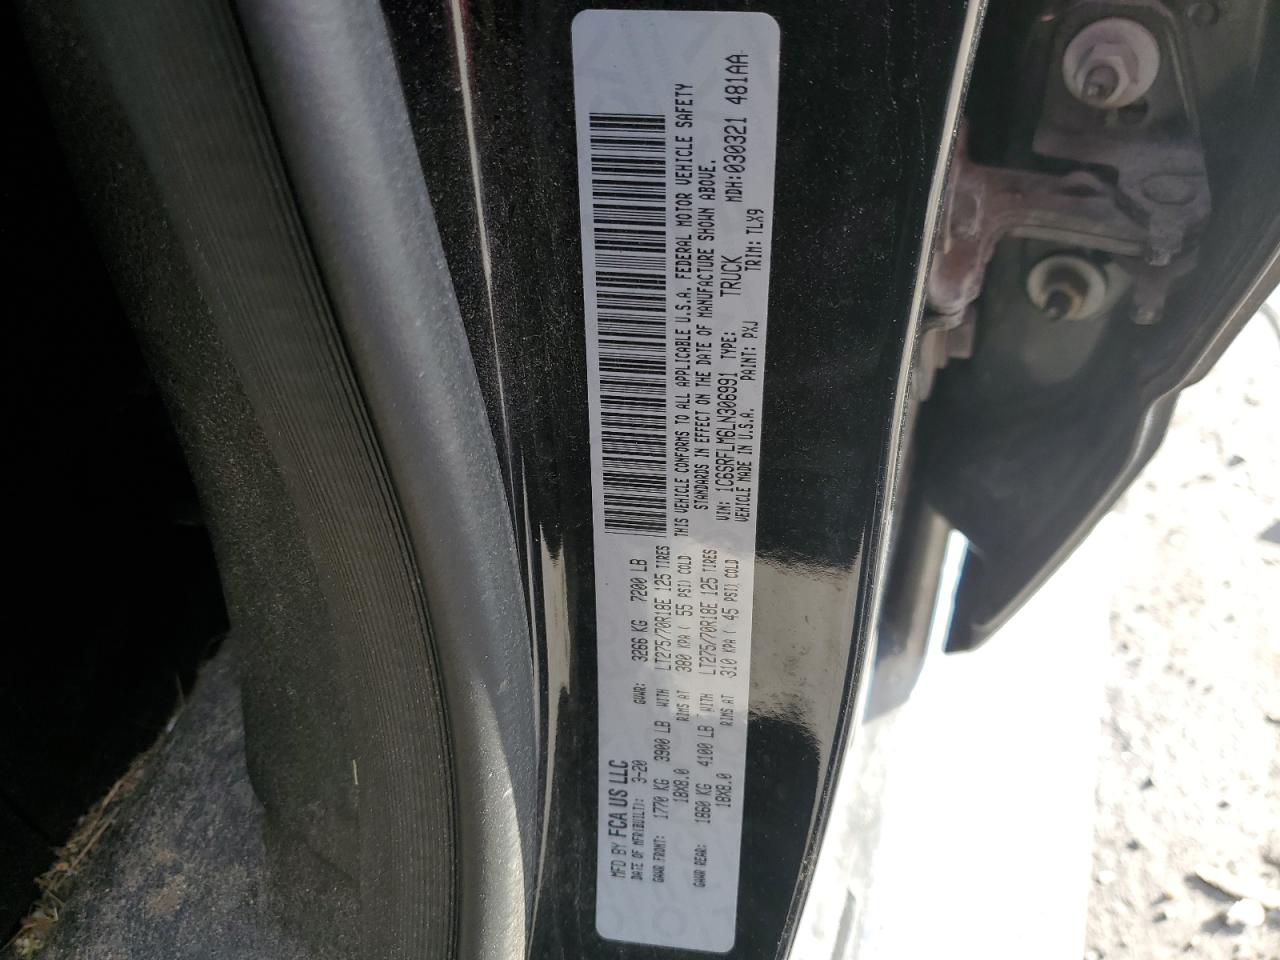 MFD BY FCA US LLC
DATE OF MFR(BUILT): 3-20 GVWR: 3266 KG 7200 LB
GAWR FRONT: 1770 KG 3900 LB WITH LT275/70R18E 125 TIRES
18X8.0 RIMS AT 380 KPA ( 55 PSI) COLD
GAWR REAR: 1860 KG 4100 LB WITH LT275/70R18E 125 TIRES
18X8.0 RIMS AT 310 KPA ( 45 PSI) COLD
THIS VEHICLE CONFORMS TO ALL APPLICABLE U.S.A. FEDERAL MOTOR VEHICLE SAFETY
STANDARDS IN EFFECT ON THE DATE OF MANUFACTURE SHOWN ABOVE.
VIN: 1C6SRFLM6LN306991 TYPE: TRUCK MDH:030321 481AA
VEHICLE MADE IN U.S.A. PAINT: PXJ TRIM: TLX9